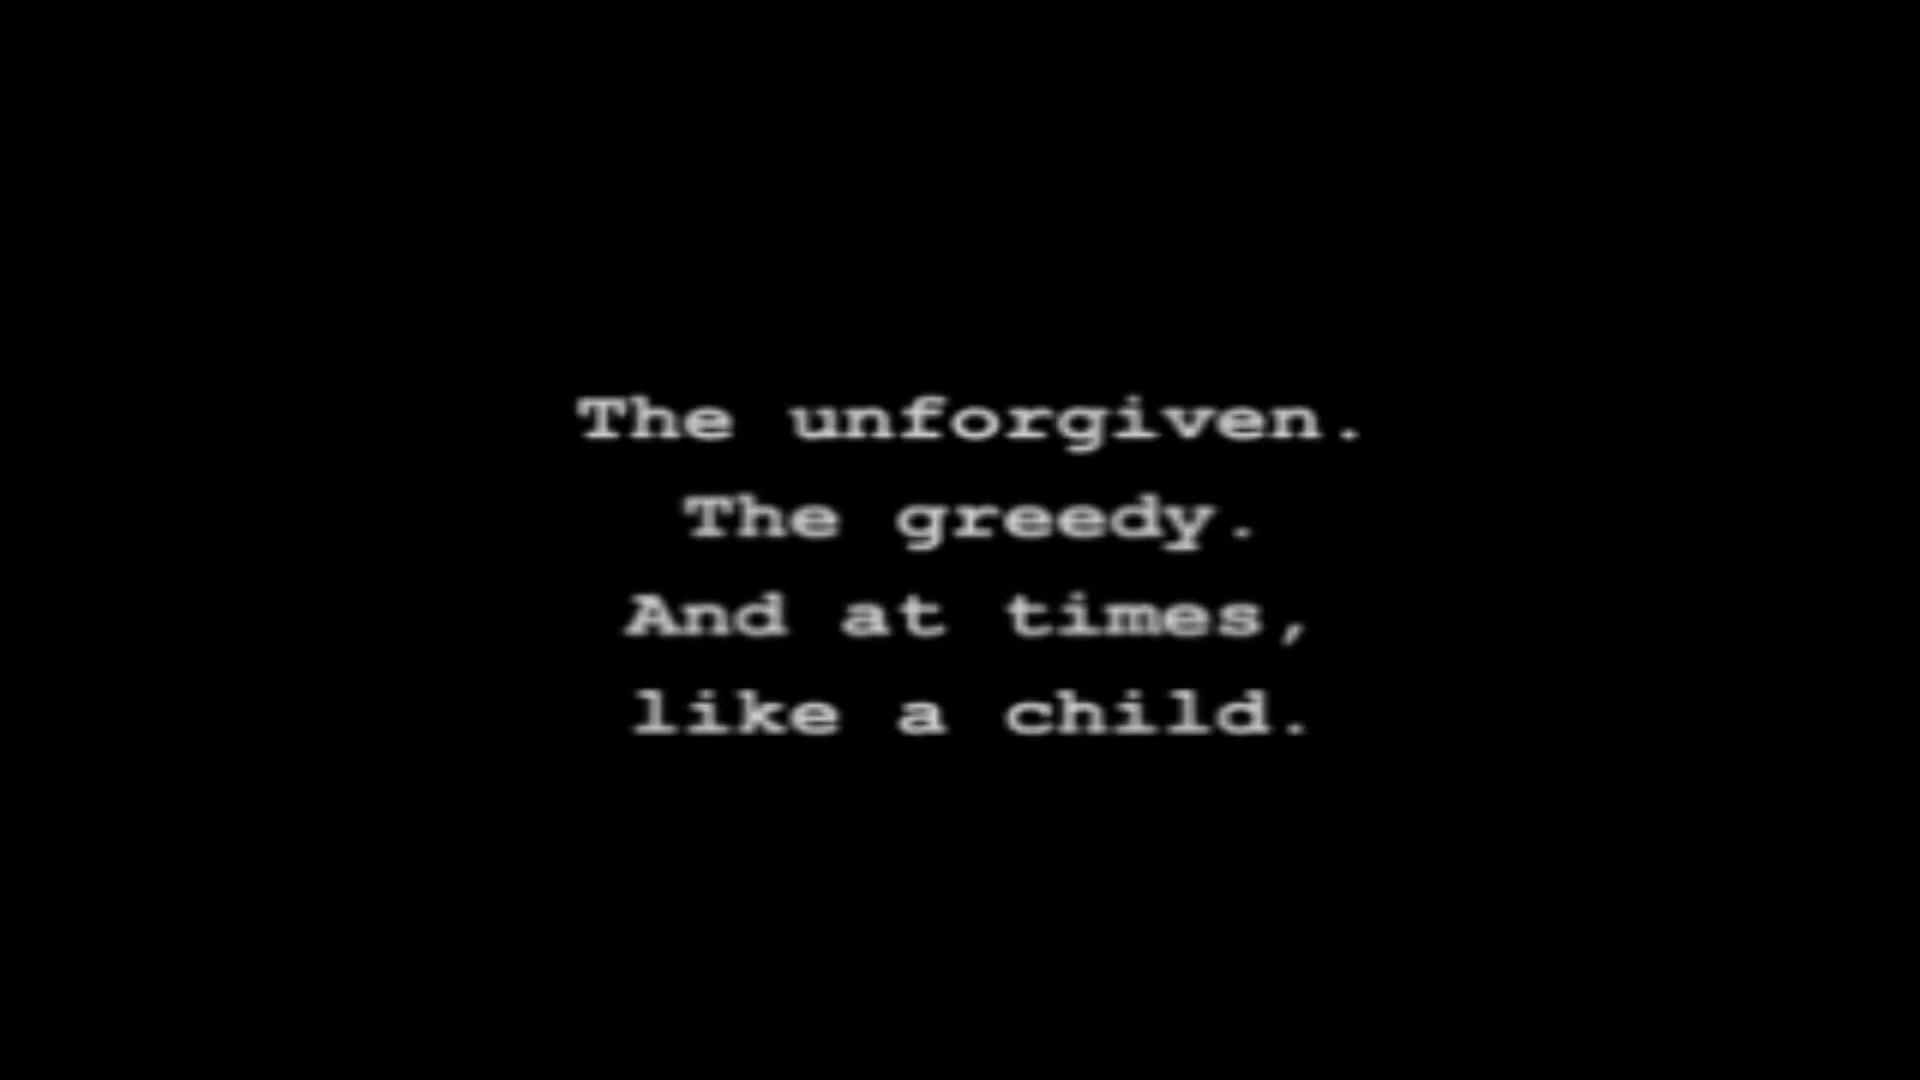 The unforgiven.
The greedy.
And at times,
like a child.